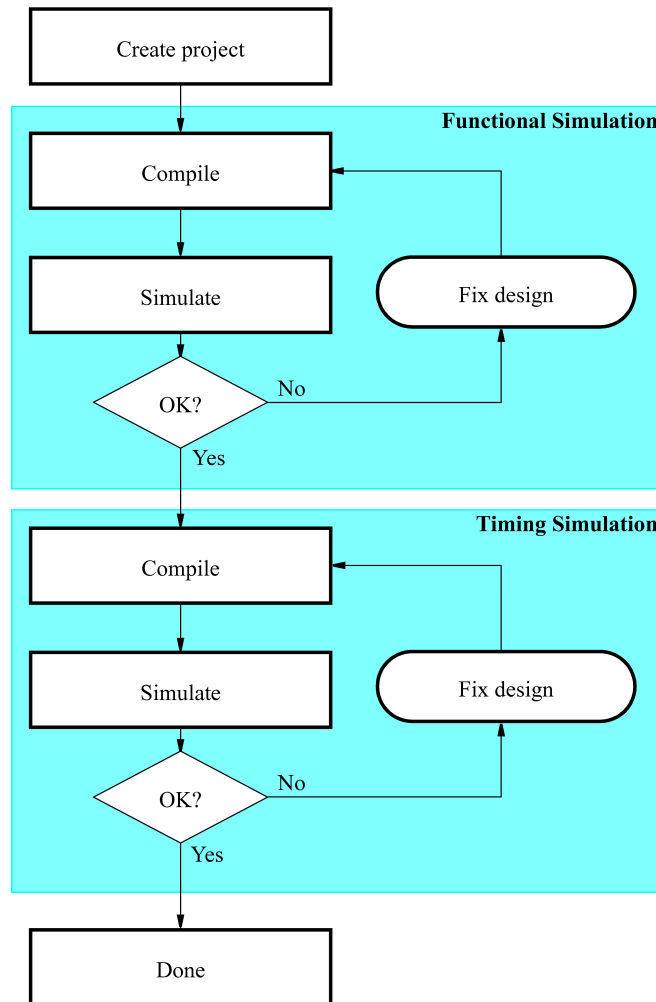 Create project
Functional Simulation
Compile
Simulate
Fix design
OK?
No
Yes
Timing Simulation
Compile
Simulate
Fix design
OK?
No
Yes
Done